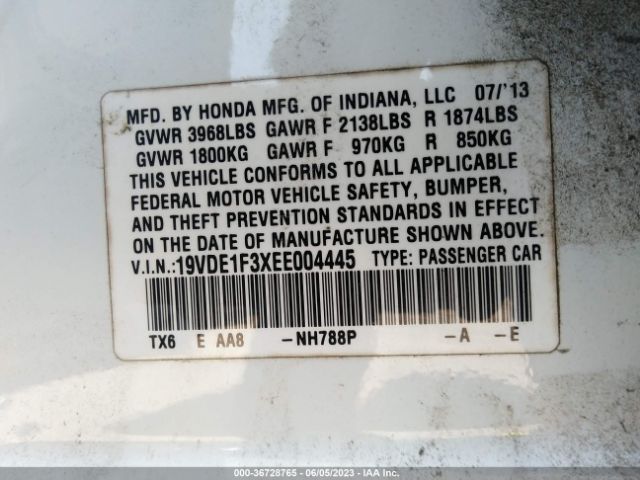 MFD. BY HONDA MFG. OF INDIANA, LLC 07/'13
GVWR 3968LBS GAWR F 2138LBS R 1874LBS
GVWR 1800KG GAWR F 970KG R 850KG
THIS VEHICLE CONFORMS TO ALL APPLICABLE
FEDERAL MOTOR VEHICLE SAFETY, BUMPER,
AND THEFT PREVENTION STANDARDS IN EFFECT
ON THE DATE OF MANUFACTURE SHOWN ABOVE.
V.I.N.:19VDE1F3XEE004445 TYPE: PASSENGER CAR
TX6 E AA8 -NH788P -A -E
000-36728765 - 06/05/2023 - IAA Inc.